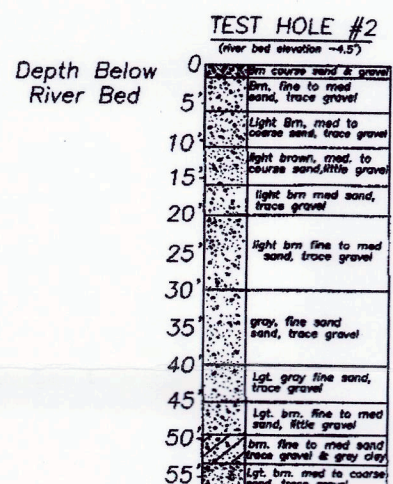 TEST HOLE #2
(river bed elevation -4.5')
Depth Below
River Bed
0
Brn course sand & gravel
Brn. fine to med
sand, trace gravel
5'
Light Brn, med to
coarse sand, trace gravel
10'
light brown, med. to
course sand,little gravel
15'
light brn med sand,
trace gravel
20'
light brn fine to med
sand, trace gravel
25'
30'
gray, fine sand
sand, trace gravel
35'
40'
Lgt. gray fine sand,
trace gravel
45'
Lgt. brn. fine to med
sand, little gravel
50'
brn. fine to med sand
trace gravel & grey clay
55'
Lgt. brn. med to coarse
sand, trace gravel